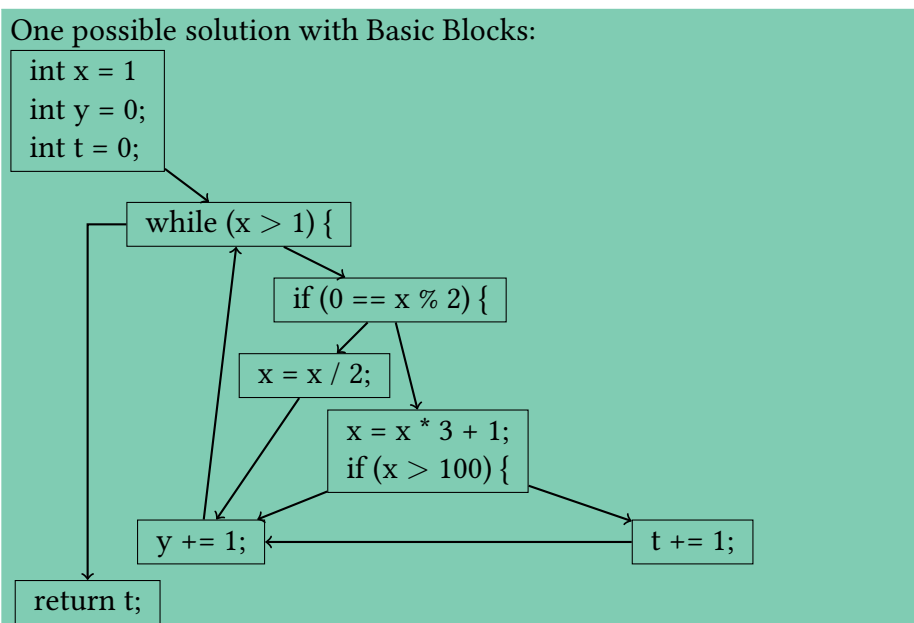 One possible solution with Basic Blocks:
int x = 1
int y = 0;
int t = 0;
while (x > 1) {
if (0 == x % 2) {
x = x / 2;
x = x * 3 + 1;
if (x > 100) {
y += 1;
t += 1;
return t;